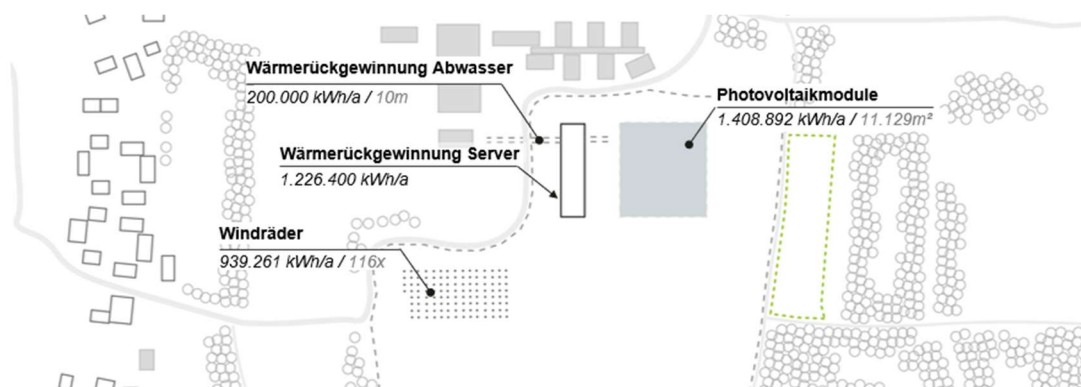 Wärmerückgewinnung Abwasser
200.000 kWh/a / 10m
Photovoltaikmodule
1.408.892 kWh/a / 11.129m²
Wärmerückgewinnung Server
1.226.400 kWh/a
Windräder
939.261 kWh/a / 116x